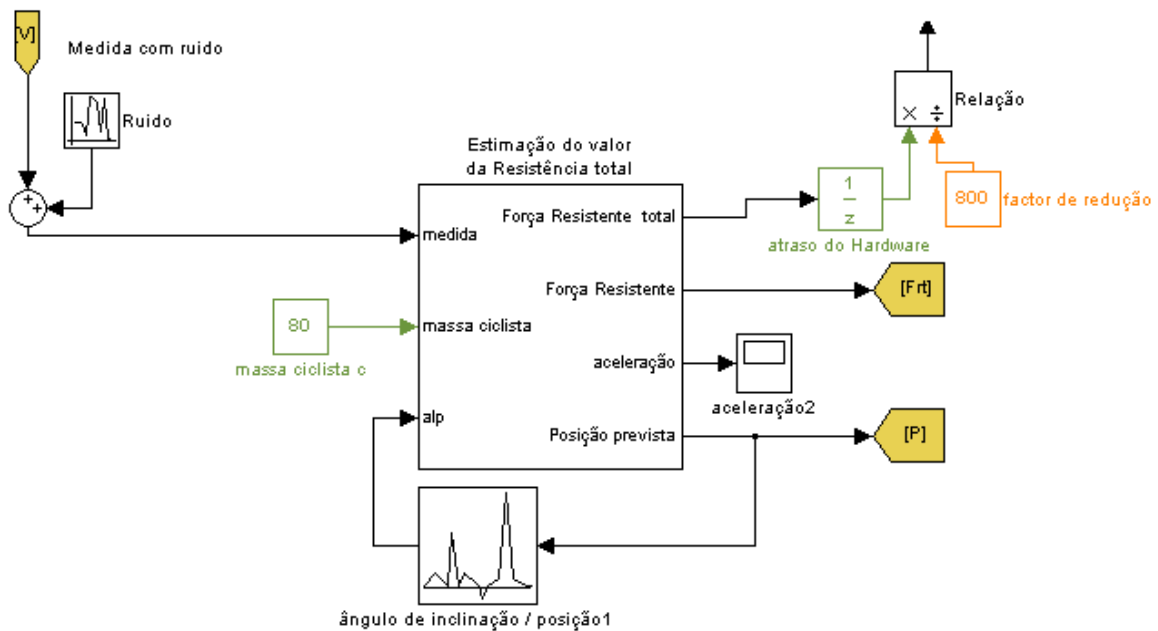 [V]
Medida com ruido
Ruido
++
Relação
× ÷
Estimação do valor
da Resistência total
1
z
800
factor de redução
Força Resistente total
medida
atraso do Hardware
Força Resistente
[Frt]
80
massa ciclista
massa ciclista c
aceleração
aceleração2
alp
Posição prevista
[P]
ângulo de inclinação / posição1